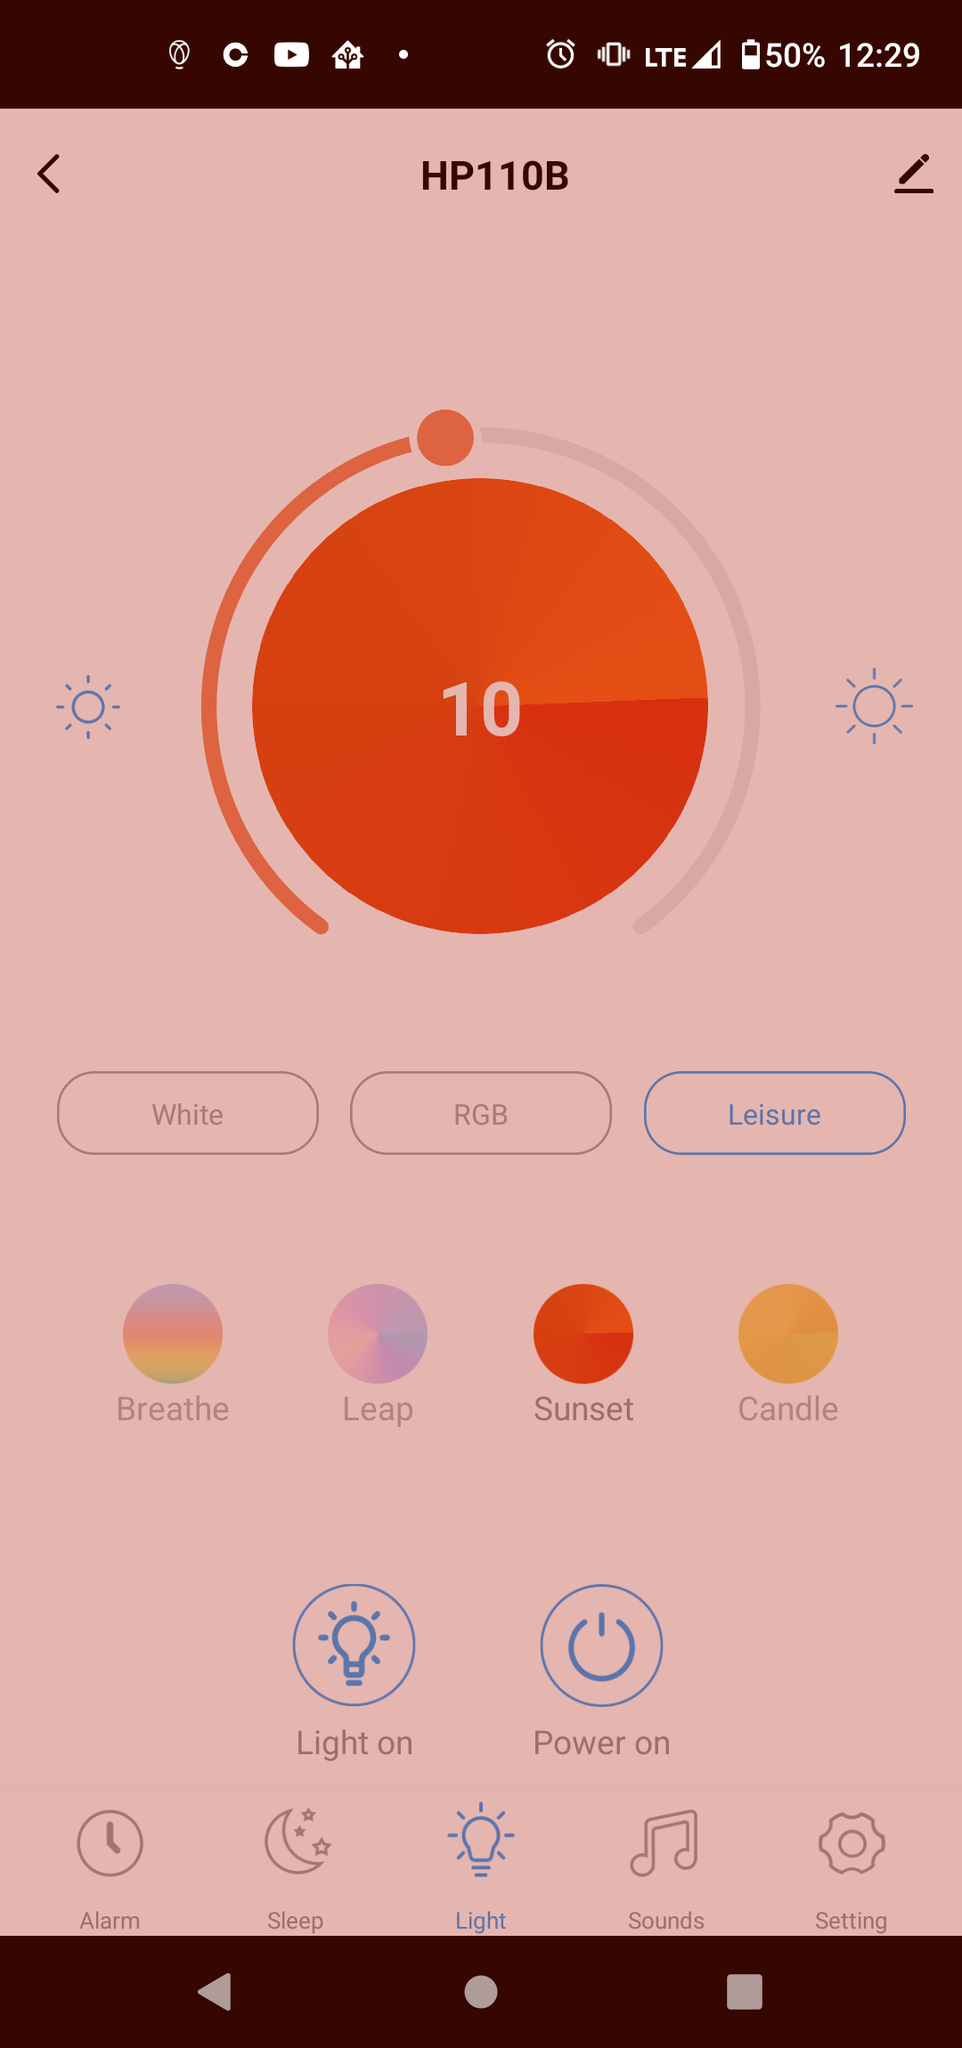 LTE 50% 12:29
HP110B
10
White RGB Leisure
Breathe Leap Sunset Candle
Light on Power on
Alarm Sleep Light Sounds Setting